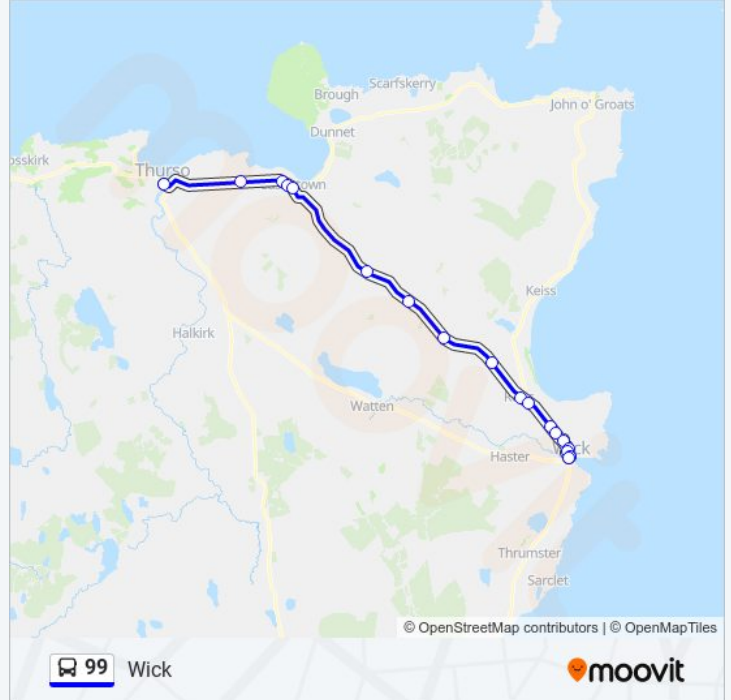 Scarfskerry
Brough
John o' Groats
Dunnet
osskirk
Thurso
town
Keiss
Halkirk
Watten
Haster
Wick
Thrumster
Sarclet
© OpenStreetMap contributors | © OpenMapTiles
99 Wick
moovit